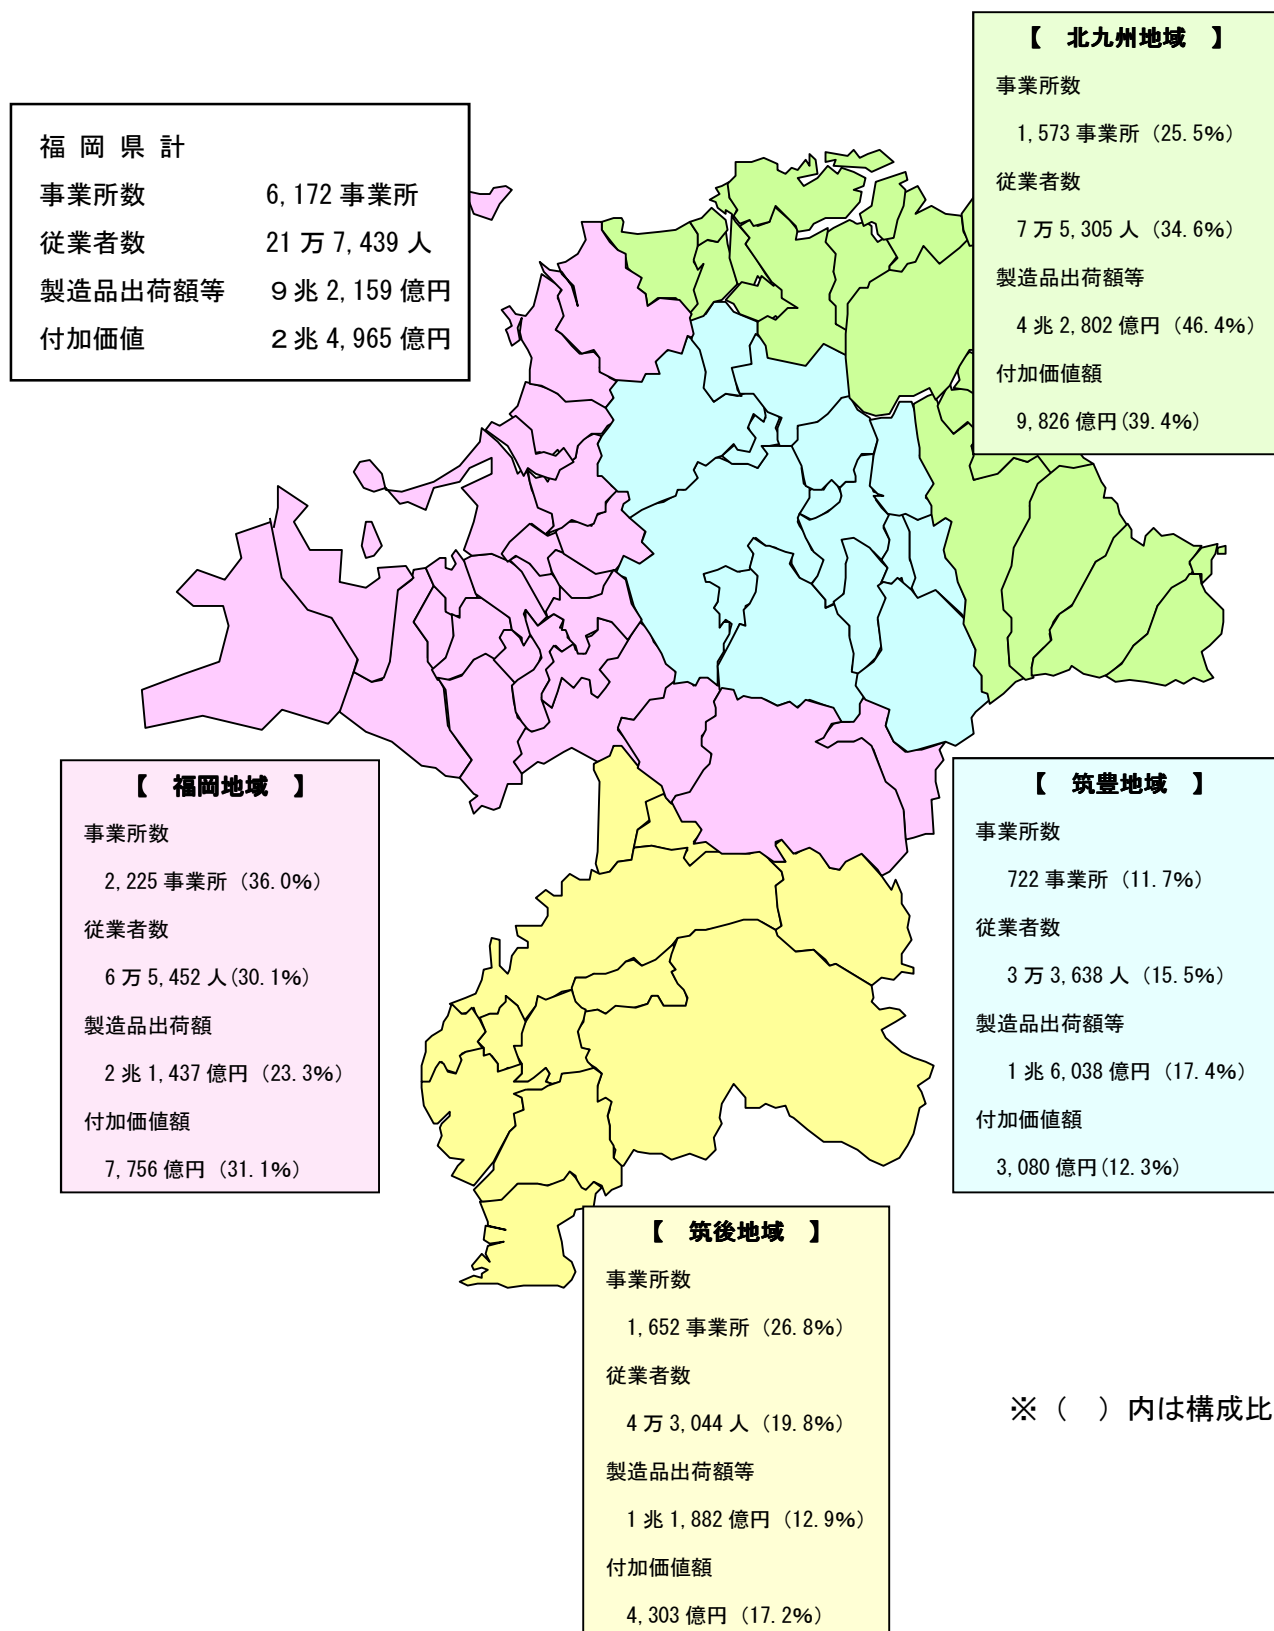 福岡県計
事業所数 6,172 事業所
従業者数 21 万 7,439 人
製造品出荷額等 9兆 2,159 億円
付加価値 2兆 4,965 億円
【 北九州地域 】
事業所数
1,573 事業所 (25.5%)
従業者数
7 万 5,305 人 (34.6%)
製造品出荷額等
4 兆 2,802 億円 (46.4%)
付加価値額
9,826 億円(39.4%)
【 福岡地域 】
事業所数
2,225 事業所 (36.0%)
従業者数
6 万 5,452 人(30.1%)
製造品出荷額
2 兆 1,437 億円 (23.3%)
付加価値額
7,756 億円 (31.1%)
【 筑豊地域 】
事業所数
722 事業所 (11.7%)
従業者数
3 万 3,638 人 (15.5%)
製造品出荷額等
1 兆 6,038 億円 (17.4%)
付加価値額
3,080 億円(12.3%)
【 筑後地域 】
事業所数
1,652 事業所 (26.8%)
従業者数
4 万 3,044 人 (19.8%)
製造品出荷額等
1 兆 1,882 億円 (12.9%)
付加価値額
4,303 億円 (17.2%)
※( )内は構成比